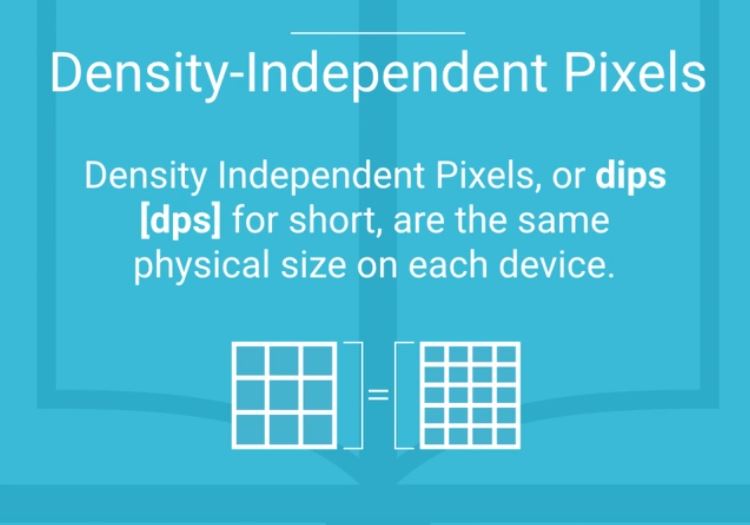 Density-Independent Pixels
Density Independent Pixels, or dips
[dps] for short, are the same
physical size on each device.
=